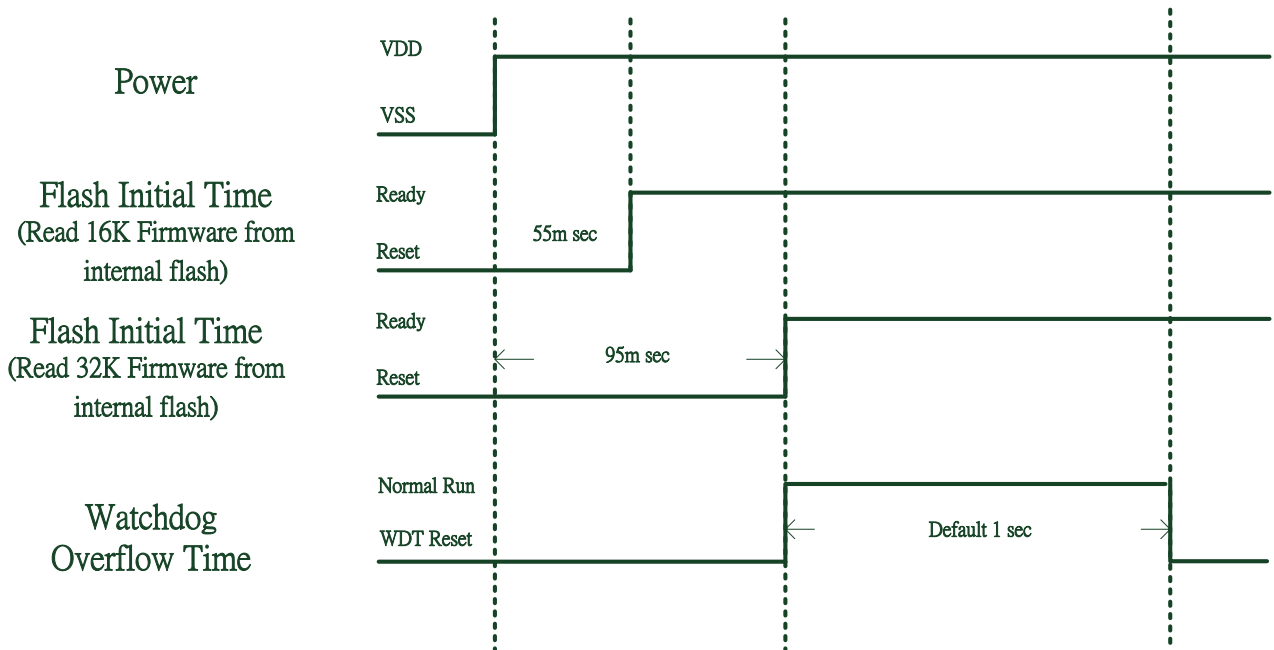 VDD
Power
VSS
Flash Initial Time
(Read 16K Firmware from
internal flash)
Ready
55m sec
Reset
Flash Initial Time
(Read 32K Firmware from
internal flash)
Ready
95m sec
Reset
Normal Run
Watchdog
Overflow Time
Default 1 sec
WDT Reset